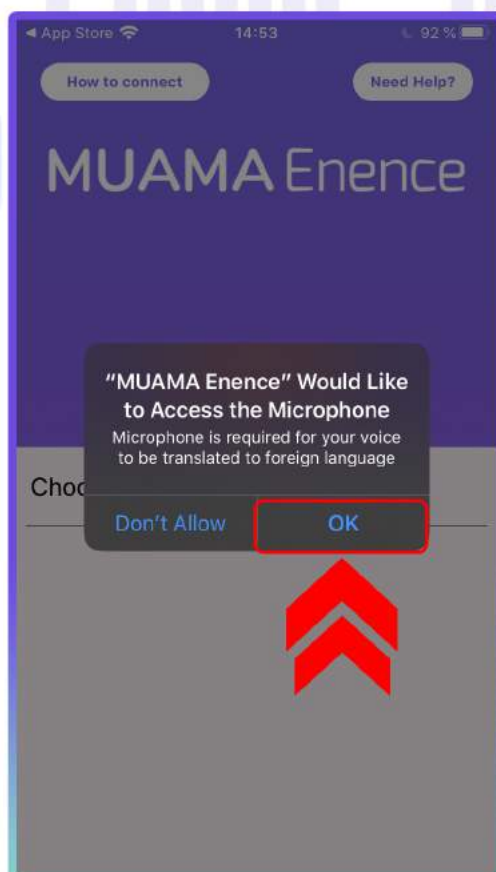 App Store 14:53 92 %
How to connect Need Help?
MUAMA Enence
"MUAMA Enence" Would Like
to Access the Microphone
Microphone is required for your voice
to be translated to foreign language
Don't Allow OK